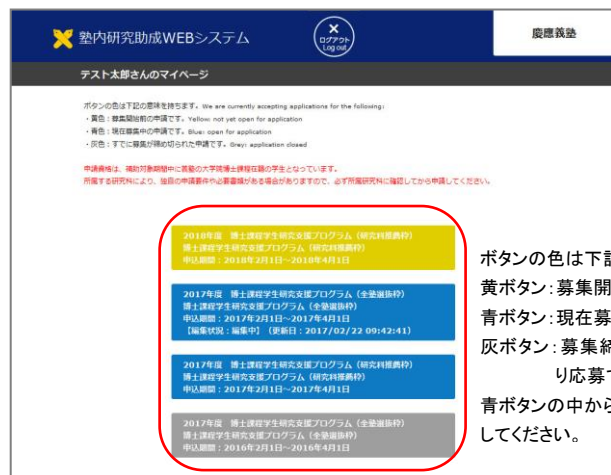 塾内研究助成WEBシステム
ログアウト
Log out
慶應義塾
テスト太郎さんのマイページ
ボタンの色は下記の意味を持ちます。We are currently accepting applications for the following:
・黄色：募集開始前の申請です。Yellow: not yet open for application
・青色：現在募集中の申請です。Blue: open for application
・灰色：すでに募集が締め切られた申請です。Grey: application closed
申請資格は、補助対象期間中に義塾の大学院博士課程在籍の学生となっています。
所属する研究科により、独自の申請要件や必要書類がある場合がありますので、必ず所属研究科に確認してから申請してください。
2018年度 博士課程学生研究支援プログラム（研究科推薦枠）
博士課程学生研究支援プログラム（研究科推薦枠）
申込期間：2018年2月1日～2018年4月1日
2017年度 博士課程学生研究支援プログラム（全塾選抜枠）
博士課程学生研究支援プログラム（全塾選抜枠）
申込期間：2017年2月1日～2017年4月1日
【編集状況：編集中】（更新日：2017/02/22 09:42:41）
2017年度 博士課程学生研究支援プログラム（研究科推薦枠）
博士課程学生研究支援プログラム（研究科推薦枠）
申込期間：2017年2月1日～2017年4月1日
2017年度 博士課程学生研究支援プログラム（全塾選抜枠）
博士課程学生研究支援プログラム（全塾選抜枠）
申込期間：2016年2月1日～2016年4月1日
ボタンの色は下記
黄ボタン：募集開
青ボタン：現在募
灰ボタン：募集終
り応募で
青ボタンの中から
してください。